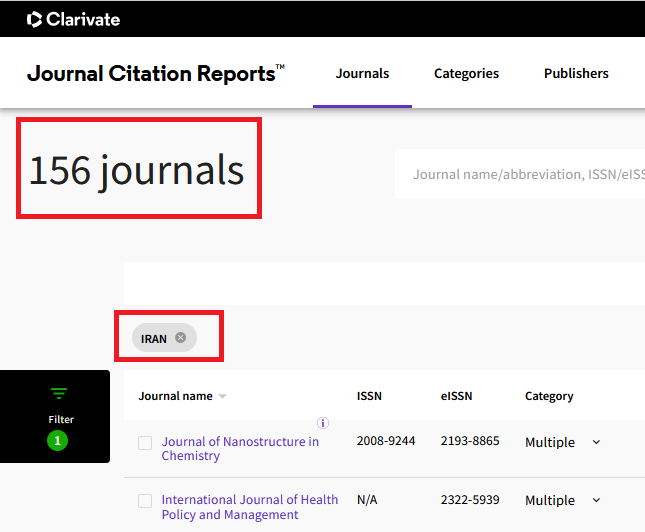 Clarivate
Journal Citation Reports™ Journals Categories Publishers
156 journals
Journal name/abbreviation, ISSN/eISS
IRAN
Filter
1
Journal name ISSN eISSN Category
Journal of Nanostructure in Chemistry 2008-9244 2193-8865 Multiple
International Journal of Health Policy and Management N/A 2322-5939 Multiple